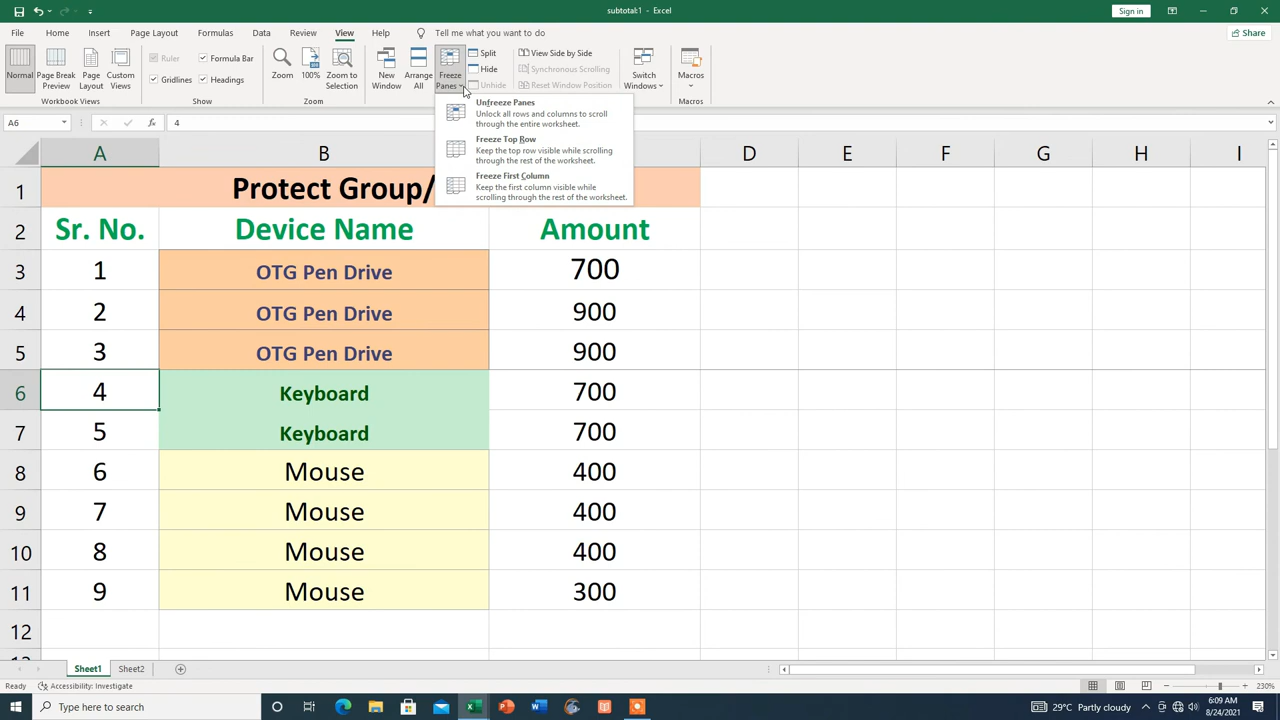 subtotal:1 - Excel
Sign in
File Home Insert Page Layout Formulas Data Review View Help Tell me what you want to do Share
Normal
Page Break Preview
Page Layout
Custom Views
Workbook Views
Ruler Formula Bar
Gridlines Headings
Show
Zoom
100%
Zoom to Selection
Zoom
New Window
Arrange All
Freeze Panes
Split
Hide
Unhide
View Side by Side
Synchronous Scrolling
Reset Window Position
Switch Windows
Macros
Macros
Unfreeze Panes
Unlock all rows and columns to scroll
through the entire worksheet.
Freeze Top Row
Keep the top row visible while scrolling
through the rest of the worksheet.
Freeze First Column
Keep the first column visible while
scrolling through the rest of the worksheet.
A6 fx 4
A B D E F G H I
1 Protect Group/
2 Sr. No. Device Name Amount
3 1 OTG Pen Drive 700
4 2 OTG Pen Drive 900
5 3 OTG Pen Drive 900
6 4 Keyboard 700
7 5 Keyboard 700
8 6 Mouse 400
9 7 Mouse 400
10 8 Mouse 400
11 9 Mouse 300
12
Sheet1 Sheet2
Ready Accessibility: Investigate 230%
Type here to search
29°C Partly cloudy
6:09 AM
8/24/2021